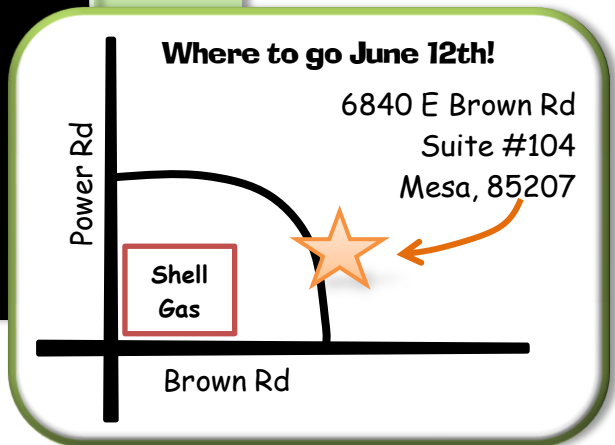 Where to go June 12th!
6840 E Brown Rd
Suite #104
Mesa, 85207
Power Rd
Shell
Gas
Brown Rd